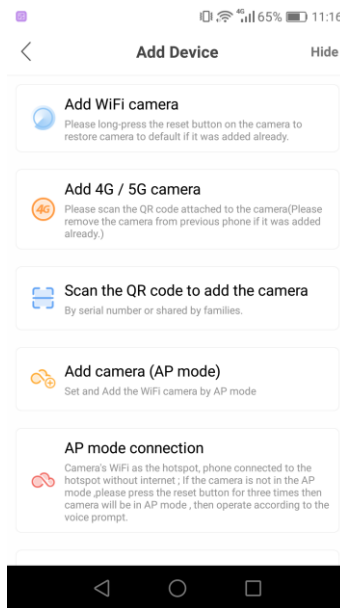 4G 65% 11:16
Add Device Hide
Add WiFi camera
Please long-press the reset button on the camera to
restore camera to default if it was added already.
Add 4G / 5G camera
4G
Please scan the QR code attached to the camera(Please
remove the camera from previous phone if it was added
already.)
Scan the QR code to add the camera
By serial number or shared by families.
Add camera (AP mode)
Set and Add the WiFi camera by AP mode
AP mode connection
Camera's WiFi as the hotspot, phone connected to the
hotspot without internet ; If the camera is not in the AP
mode ,please press the reset button for three times then
camera will be in AP mode , then operate according to the
voice prompt.